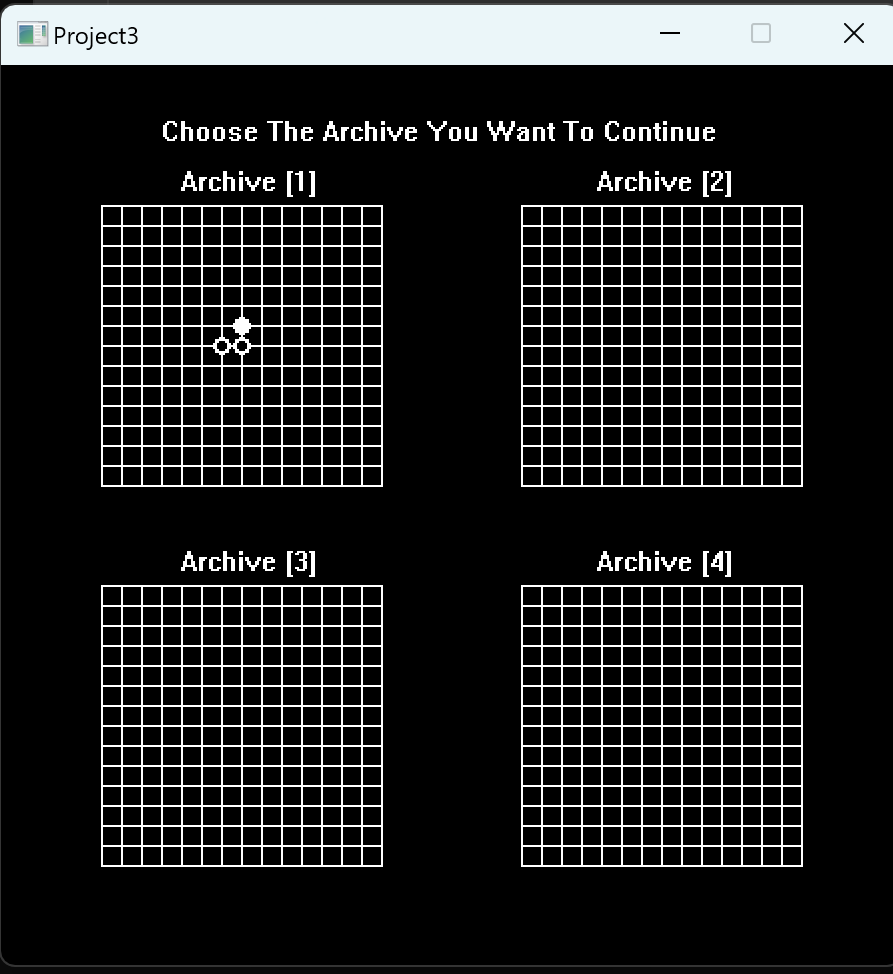 Project3
Choose The Archive You Want To Continue
Archive [1]
Archive [2]
Archive [3]
Archive [4]